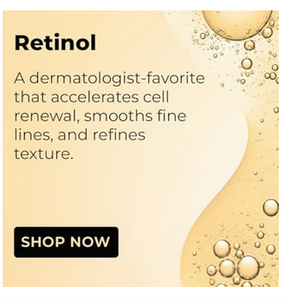 Retinol
A dermatologist-favorite
that accelerates cell
renewal, smooths fine
lines, and refines
texture.
SHOP NOW